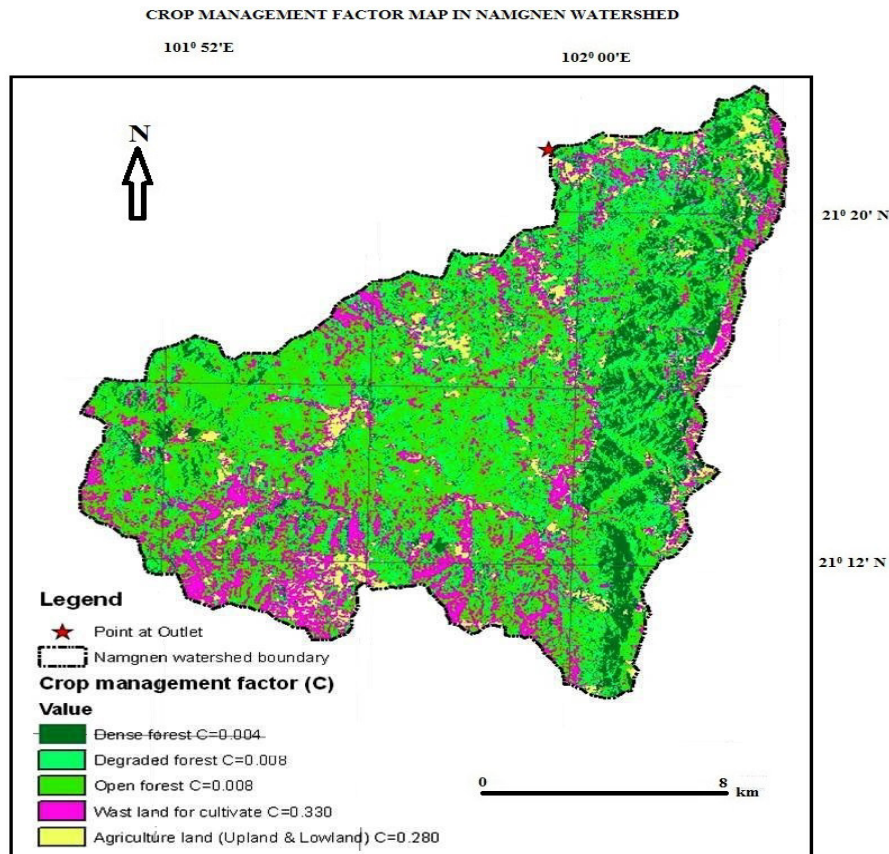 CROP MANAGEMENT FACTOR MAP IN NAMGNEN WATERSHED
101⁰ 52'E
102⁰ 00'E
N
21⁰ 20' N
21⁰ 12' N
Legend
Point at Outlet
Namgnen watershed boundary
Crop management factor (C)
Value
Dense forest C=0.004
Degraded forest C=0.008
Open forest C=0.008
Wast land for cultivate C=0.330
Agriculture land (Upland & Lowland) C=0.280
0 8
km